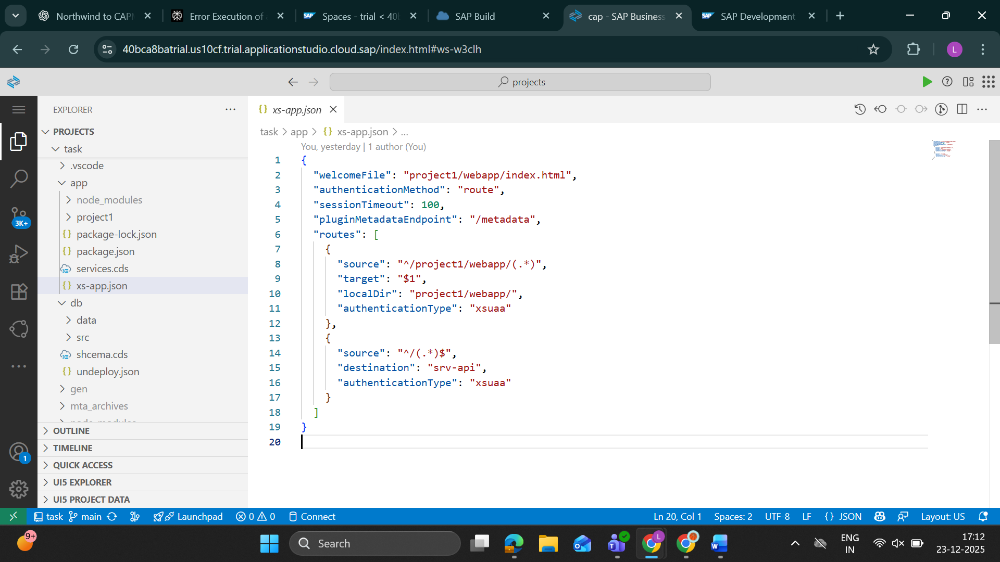 Northwind to CAP
Error Execution of
Spaces - trial < 40
SAP Build
cap - SAP Business
SAP Development
40bca8batrial.us10cf.trial.applicationstudio.cloud.sap/index.html#ws-w3clh
L
projects
EXPLORER
xs-app.json
PROJECTS
task > app > {} xs-app.json > ...
task
.vscode
app
node_modules
project1
package-lock.json
package.json
services.cds
xs-app.json
db
data
src
shcema.cds
undeploy.json
gen
mta_archives
OUTLINE
TIMELINE
QUICK ACCESS
UI5 EXPLORER
UI5 PROJECT DATA
3K+
1
You, yesterday | 1 author (You)
1 {
2 "welcomeFile": "project1/webapp/index.html",
3 "authenticationMethod": "route",
4 "sessionTimeout": 100,
5 "pluginMetadataEndpoint": "/metadata",
6 "routes": [
7 {
8 "source": "^/project1/webapp/(.*)",
9 "target": "$1",
10 "localDir": "project1/webapp/",
11 "authenticationType": "xsuaa"
12 },
13 {
14 "source": "^/(.*)$",
15 "destination": "srv-api",
16 "authenticationType": "xsuaa"
17 }
18 ]
19 }
20
task main Launchpad 0 0 Connect Ln 20, Col 1 Spaces: 2 UTF-8 LF {} JSON Layout: US
9+
Search
ENG
IN
17:12
23-12-2025